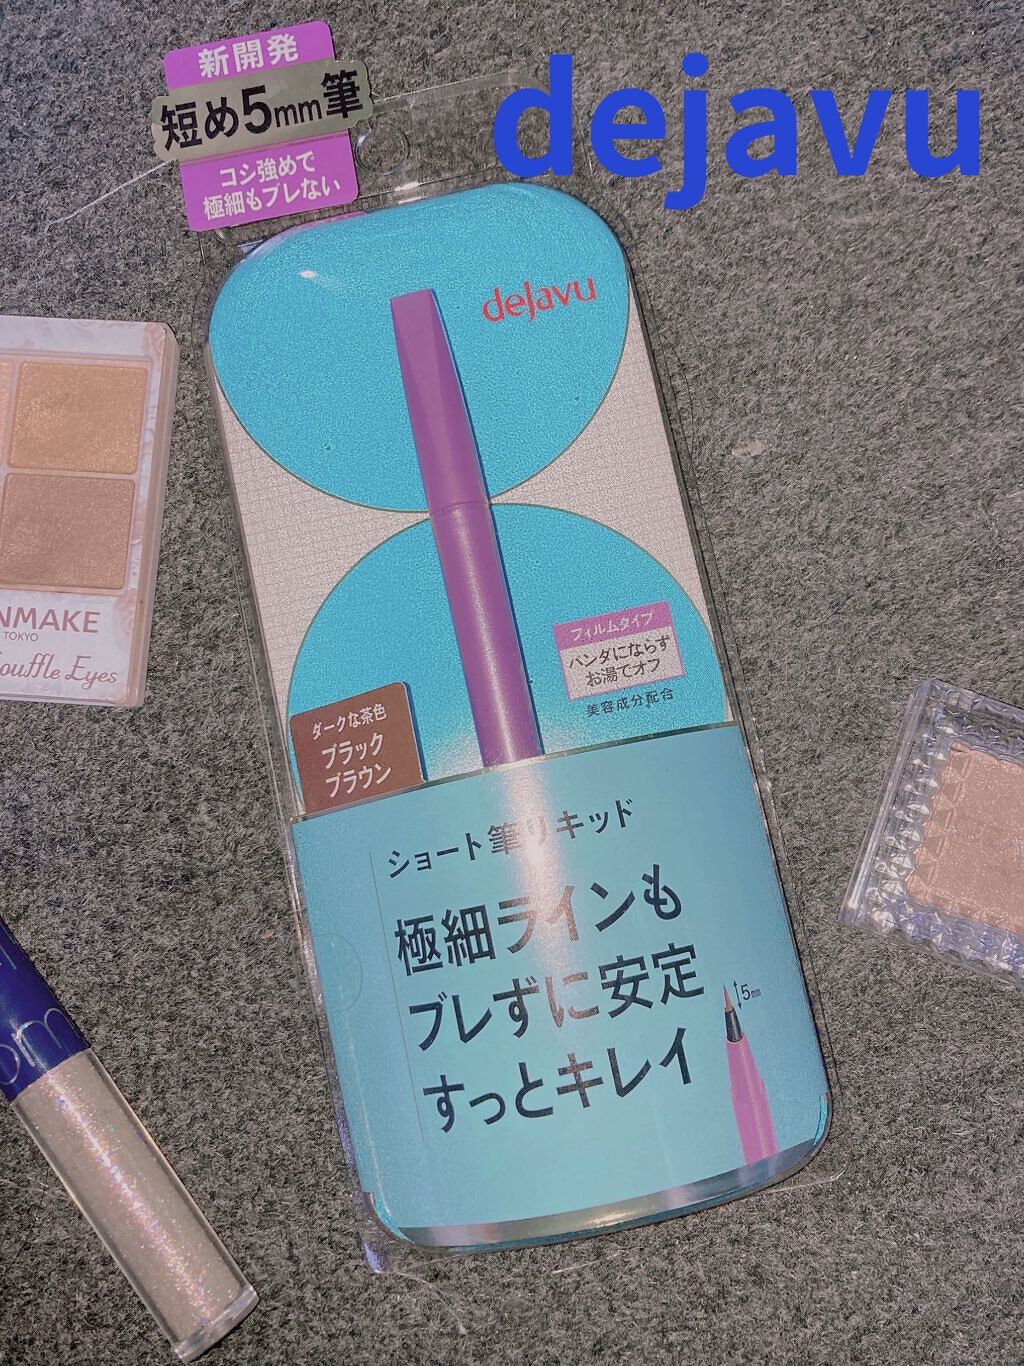 dejavu
新開発
短め5mm筆
コシ強めで
極細もブレない
dejavu
フィルムタイプ
パンダにならず
お湯でオフ
美容成分配合
ダークな茶色
ブラック
ブラウン
ショート筆リキッド
極細ラインも
ブレずに安定
すっとキレイ
5mm
NMAKE
TOKYO
ouffle Eyes
om